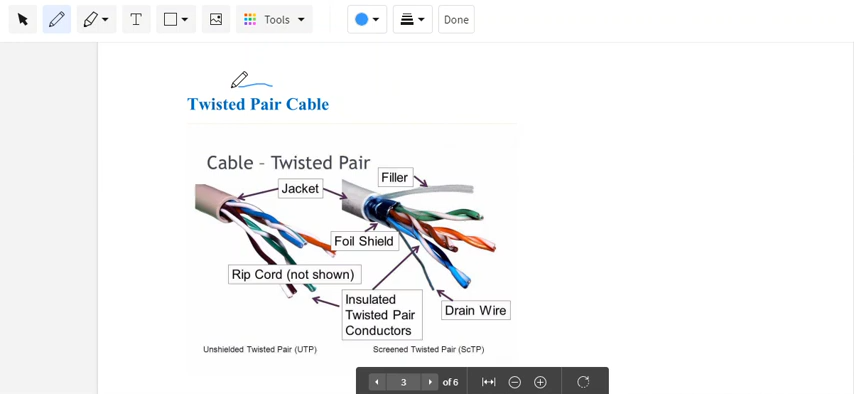 T
Tools
Done
Twisted Pair Cable
Cable - Twisted Pair
Filler
Jacket
Foil Shield
Rip Cord (not shown)
Insulated
Twisted Pair
Conductors
Drain Wire
Unshielded Twisted Pair (UTP)
Screened Twisted Pair (ScTP)
3 of 6